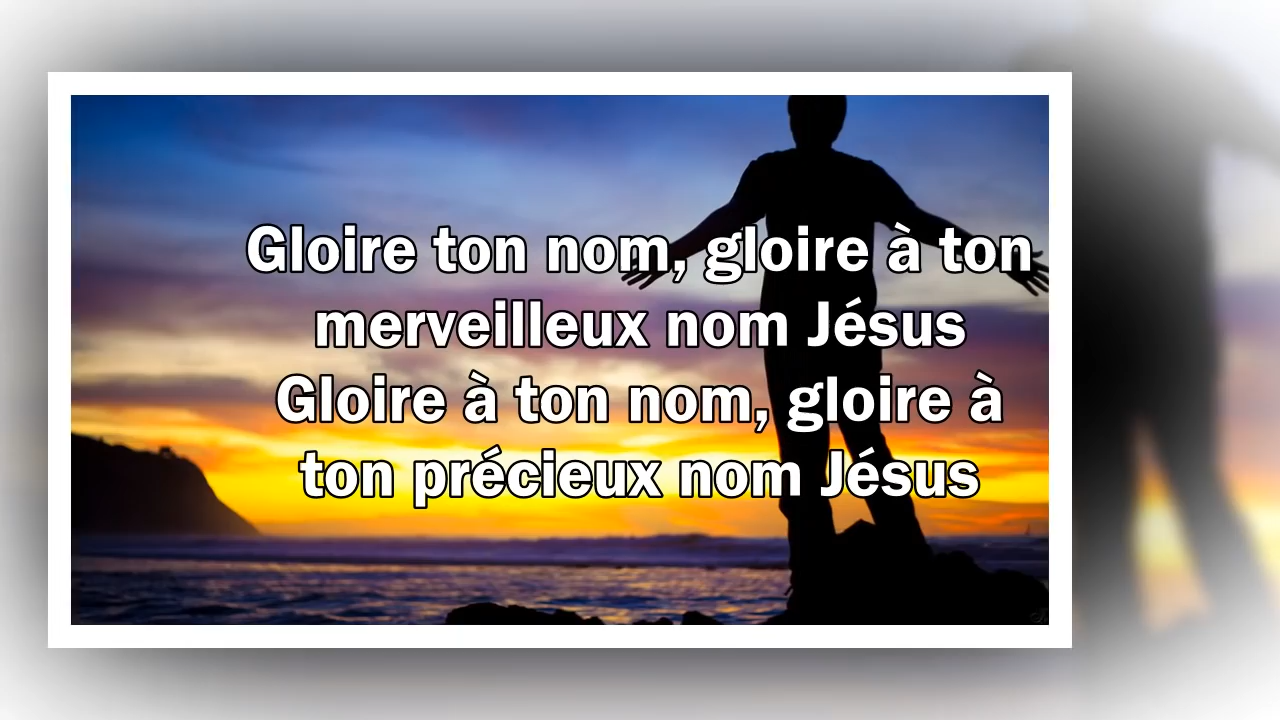 Gloire ton nom, gloire à ton
merveilleux nom Jésus
Gloire à ton nom, gloire à
ton précieux nom Jésus